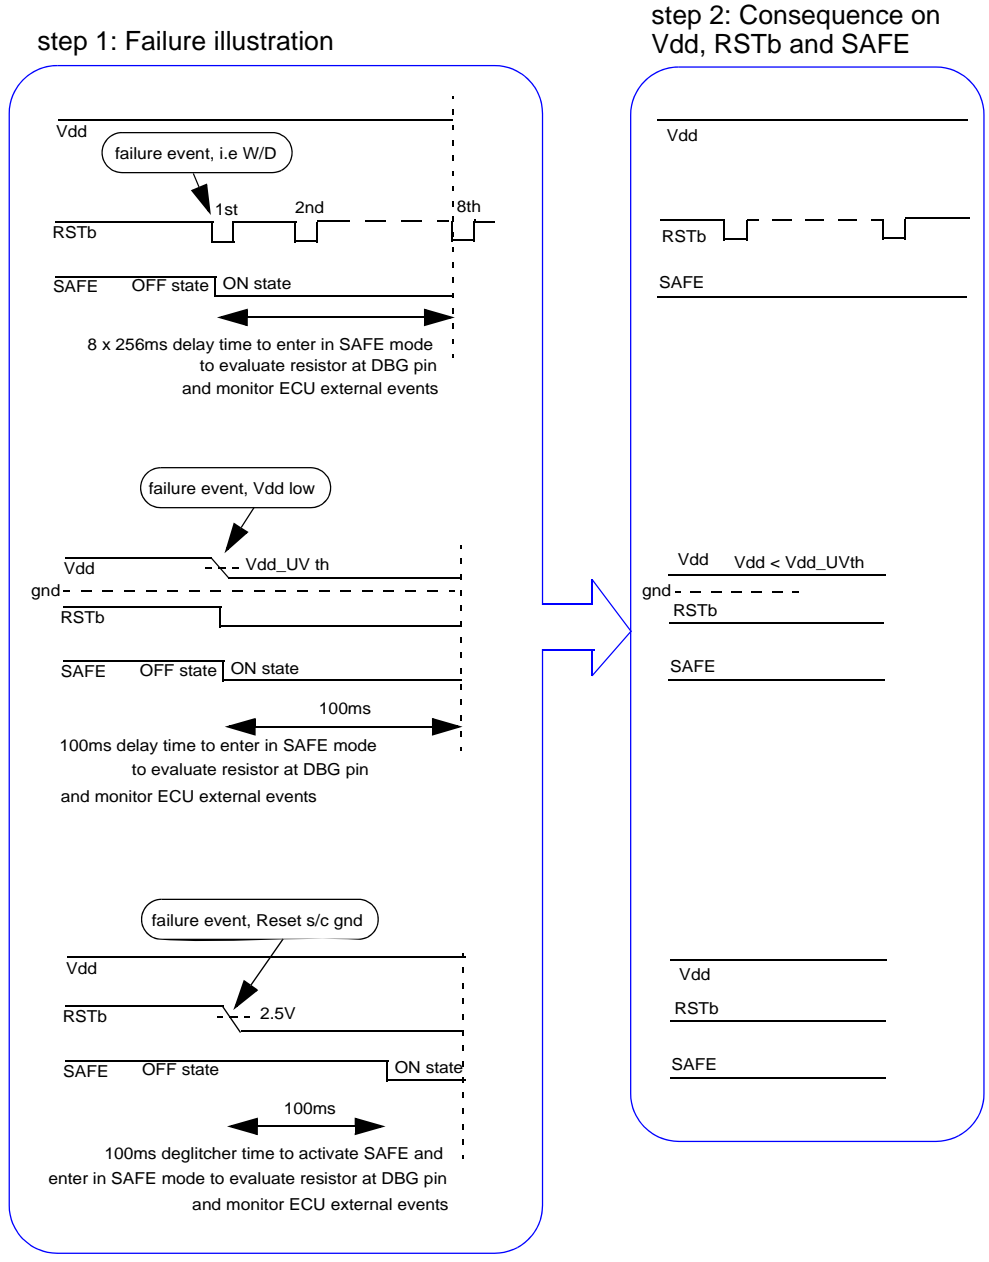 step 1: Failure illustration
step 2: Consequence on
Vdd, RSTb and SAFE
Vdd
failure event, i.e W/D
1st
2nd
8th
RSTb
SAFE
OFF state
ON state
8 x 256ms delay time to enter in SAFE mode
to evaluate resistor at DBG pin
and monitor ECU external events
Vdd
RSTb
SAFE
failure event, Vdd low
Vdd
Vdd_UV th
gnd
RSTb
SAFE
OFF state
ON state
100ms
100ms delay time to enter in SAFE mode
to evaluate resistor at DBG pin
and monitor ECU external events
Vdd
Vdd < Vdd_UVth
gnd
RSTb
SAFE
failure event, Reset s/c gnd
Vdd
RSTb
2.5V
SAFE
OFF state
ON state
100ms
100ms deglitcher time to activate SAFE and
enter in SAFE mode to evaluate resistor at DBG pin
and monitor ECU external events
Vdd
RSTb
SAFE